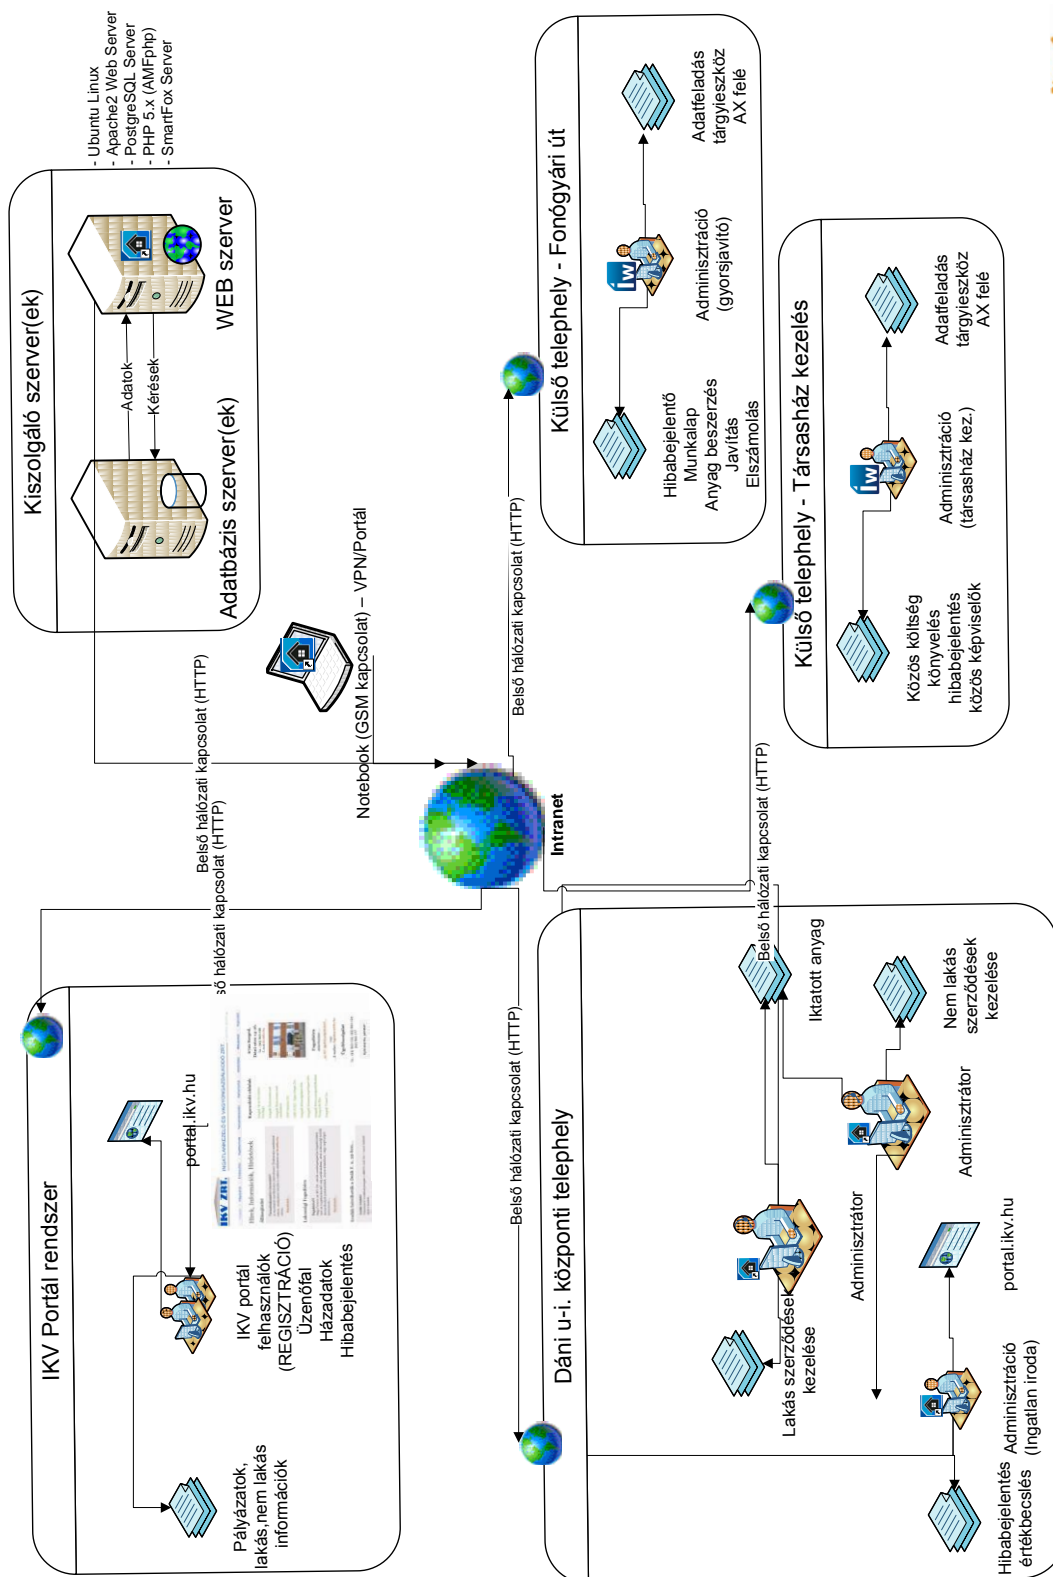 IKV Portál rendszer
portal.ikv.hu
IKV ZRT.
IKV portál
felhasználók
(REGISZTRÁCIÓ)
Üzenőfal
Házadatok
Hibabejelentés
Pályázatok,
lakás,nem lakás
információk
Belső hálózati kapcsolat (HTTP)
ső hálózati kapcsolat (HTTP)
Kiszolgáló szerver(ek)
Adatok
Kérések
Adatbázis szerver(ek)
WEB szerver
- Ubuntu Linux
- Apache2 Web Server
- PostgreSQL Server
- PHP 5.x (AMFphp)
- SmartFox Server
Notebook (GSM kapcsolat) – VPN/Portál
Intranet
Belső hálózati kapcsolat (HTTP)
Belső hálózati kapcsolat (HTTP)
Belső hálózati kapcsolat (HTTP)
Külső telephely - Fonógyári út
iw
Hibabejelentő
Munkalap
Anyag beszerzés
Javítás
Elszámolás
Adminisztráció
(gyorsjavító)
Adatfeladás
tárgyieszköz
AX felé
Dáni u-i. központi telephely
Iktatott anyag
Lakás szerződések
kezelése
Adminisztrátor
Adminisztrátor
Nem lakás
szerződések
kezelése
portal.ikv.hu
Hibabejelentés
értékbecslés
Adminisztráció
(Ingatlan iroda)
Külső telephely - Társasház kezelés
iw
Közös költség
könyvelés
hibabejelentés
közös képviselők
Adminisztráció
(társasház kez.)
Adatfeladás
tárgyieszköz
AX felé